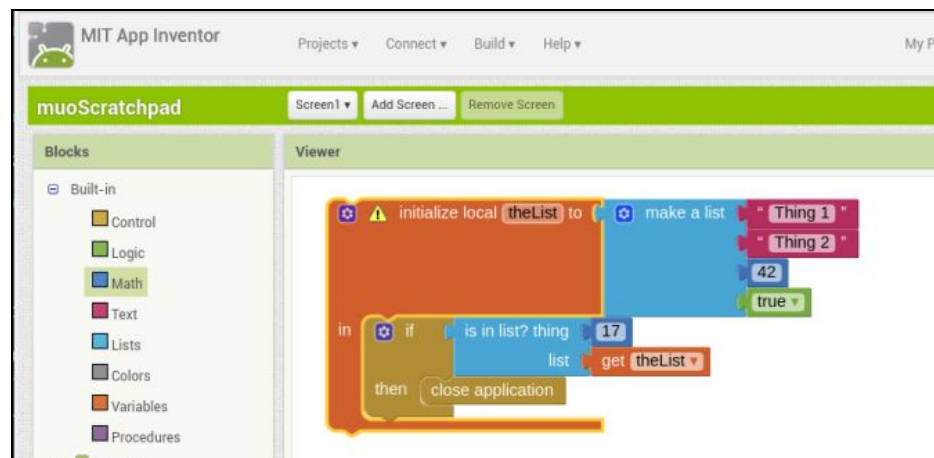 MIT App Inventor
Projects ▾ Connect ▾ Build ▾ Help ▾ My P
muoScratchpad Screen1 ▾ Add Screen ... Remove Screen
Blocks
Viewer
Built-in
Control
Logic
Math
Text
Lists
Colors
Variables
Procedures
initialize local theList to make a list " Thing 1 "
" Thing 2 "
42
true ▾
in if is in list? thing 17
list get theList ▾
then close application